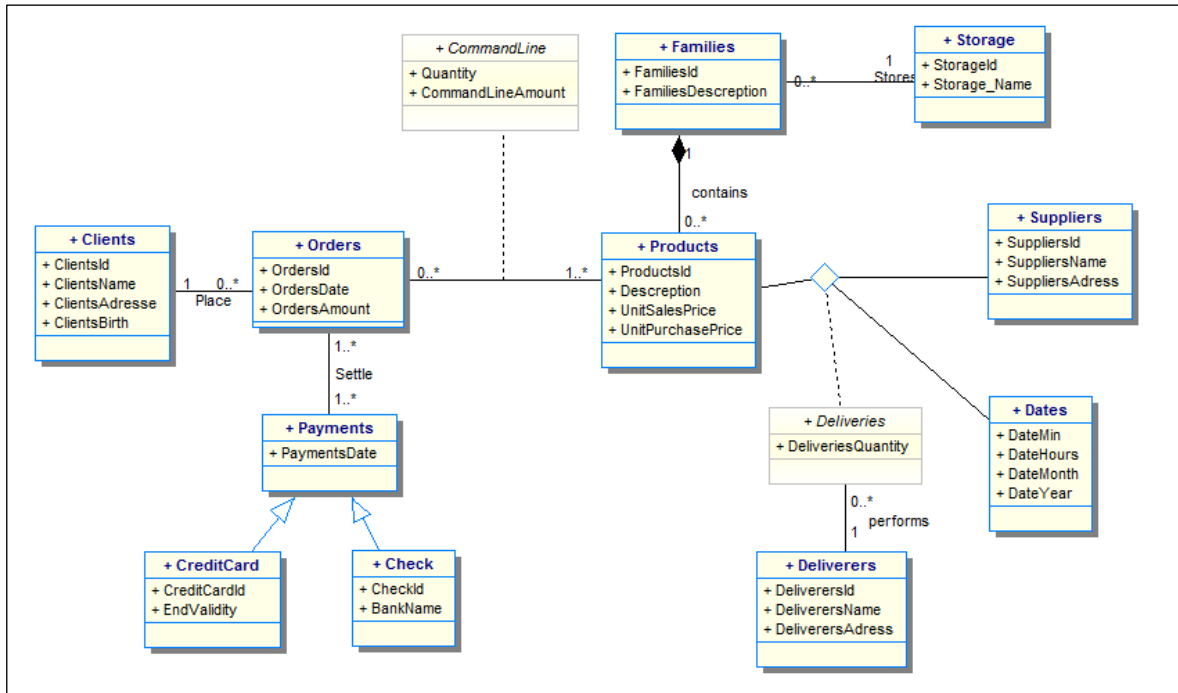 + CommandLine
+ Quantity
+ CommandLineAmount
+ Families
+ FamiliesId
+ FamiliesDescreption
0..*
1
Stores
+ Storage
+ StorageId
+ Storage_Name
1
contains
0..*
+ Clients
+ ClientsId
+ ClientsName
+ ClientsAdresse
+ ClientsBirth
1
0..*
Place
+ Orders
+ OrdersId
+ OrdersDate
+ OrdersAmount
0..*
1..*
+ Products
+ ProductsId
+ Descreption
+ UnitSalesPrice
+ UnitPurchasePrice
+ Suppliers
+ SuppliersId
+ SuppliersName
+ SuppliersAdress
1..*
Settle
1..*
+ Payments
+ PaymentsDate
+ Deliveries
+ DeliveriesQuantity
+ Dates
+ DateMin
+ DateHours
+ DateMonth
+ DateYear
0..*
performs
1
+ CreditCard
+ CreditCardId
+ EndValidity
+ Check
+ CheckId
+ BankName
+ Deliverers
+ DeliverersId
+ DeliverersName
+ DeliverersAdress